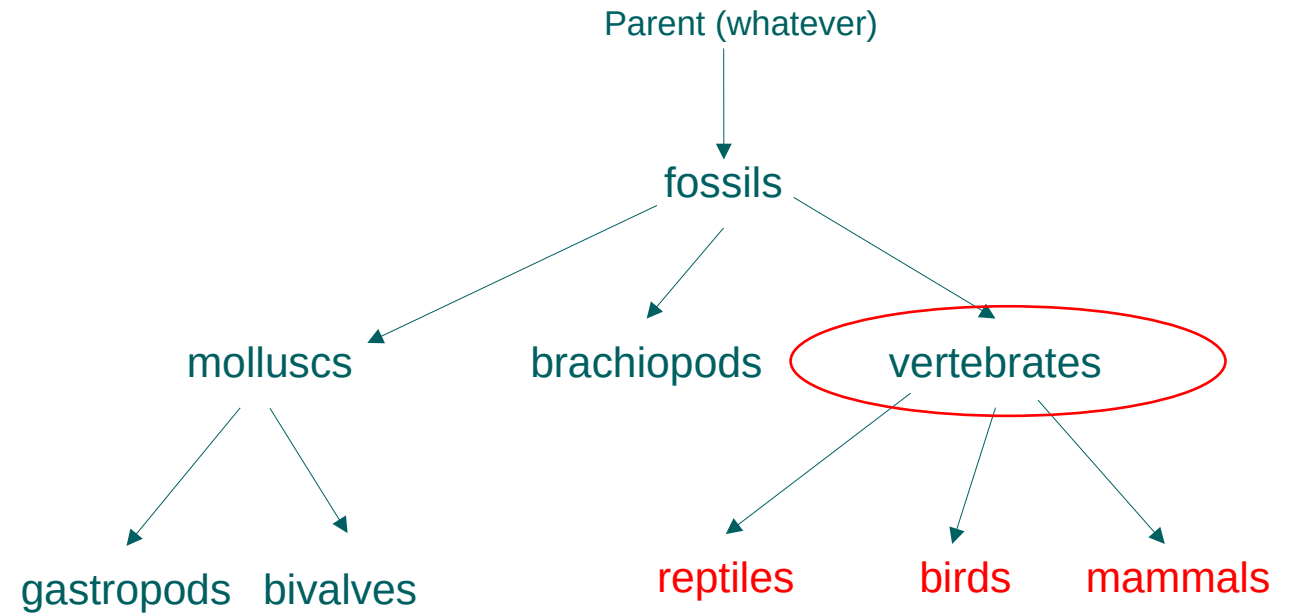 Parent (whatever)
fossils
molluscs
brachiopods
vertebrates
gastropods
bivalves
reptiles
birds
mammals